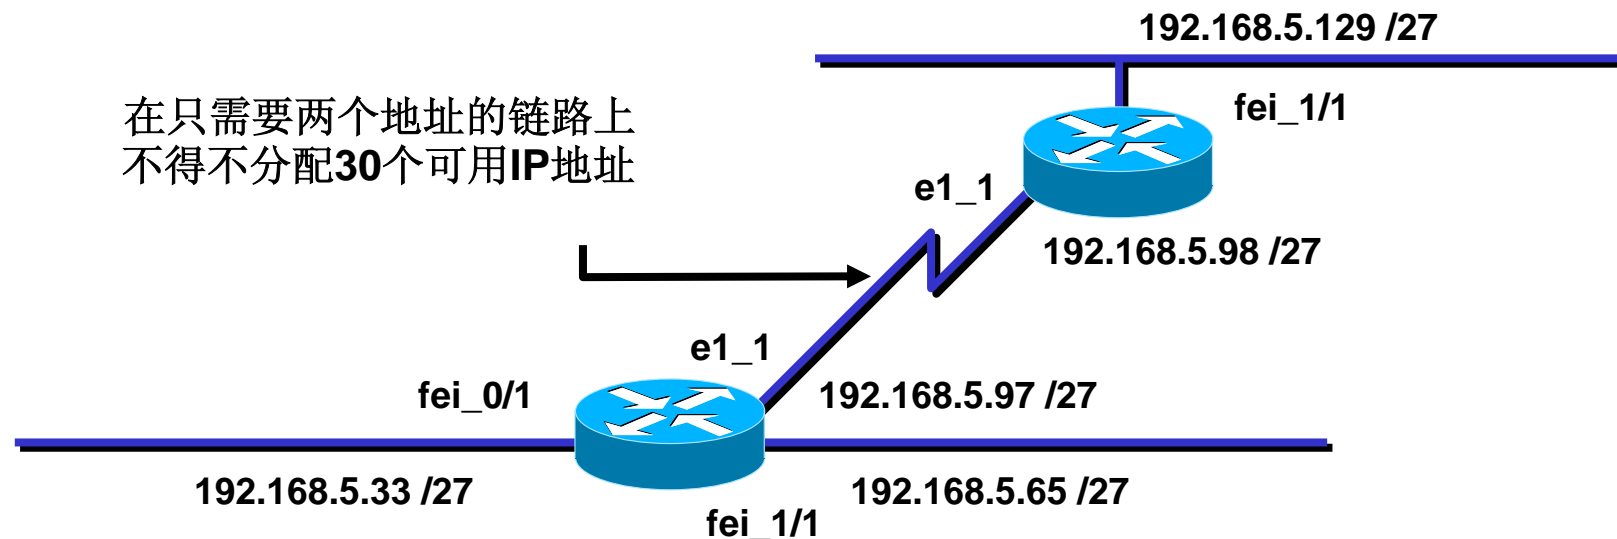 192.168.5.129 /27
在只需要两个地址的链路上
不得不分配30个可用IP地址
fei_1/1
e1_1
192.168.5.98 /27
e1_1
fei_0/1
192.168.5.97 /27
192.168.5.33 /27
192.168.5.65 /27
fei_1/1